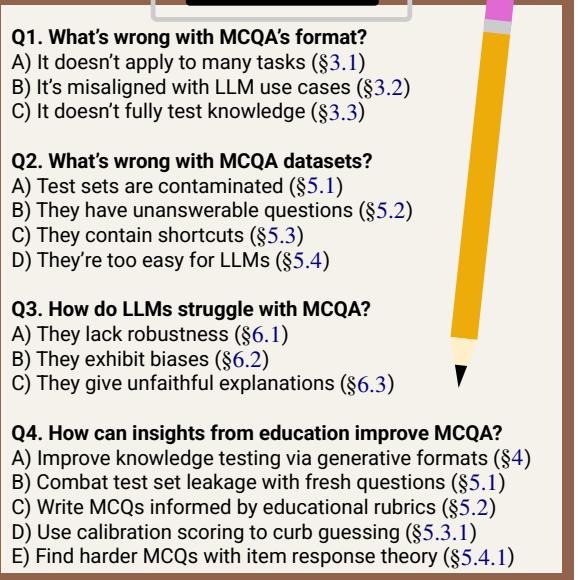 Q1. What's wrong with MCQA's format?
A) It doesn't apply to many tasks (§3.1)
B) It's misaligned with LLM use cases (§3.2)
C) It doesn't fully test knowledge (§3.3)
Q2. What's wrong with MCQA datasets?
A) Test sets are contaminated (§5.1)
B) They have unanswerable questions (§5.2)
C) They contain shortcuts (§5.3)
D) They're too easy for LLMs (§5.4)
Q3. How do LLMs struggle with MCQA?
A) They lack robustness (§6.1)
B) They exhibit biases (§6.2)
C) They give unfaithful explanations (§6.3)
Q4. How can insights from education improve MCQA?
A) Improve knowledge testing via generative formats (§4)
B) Combat test set leakage with fresh questions (§5.1)
C) Write MCQs informed by educational rubrics (§5.2)
D) Use calibration scoring to curb guessing (§5.3.1)
E) Find harder MCQs with item response theory (§5.4.1)